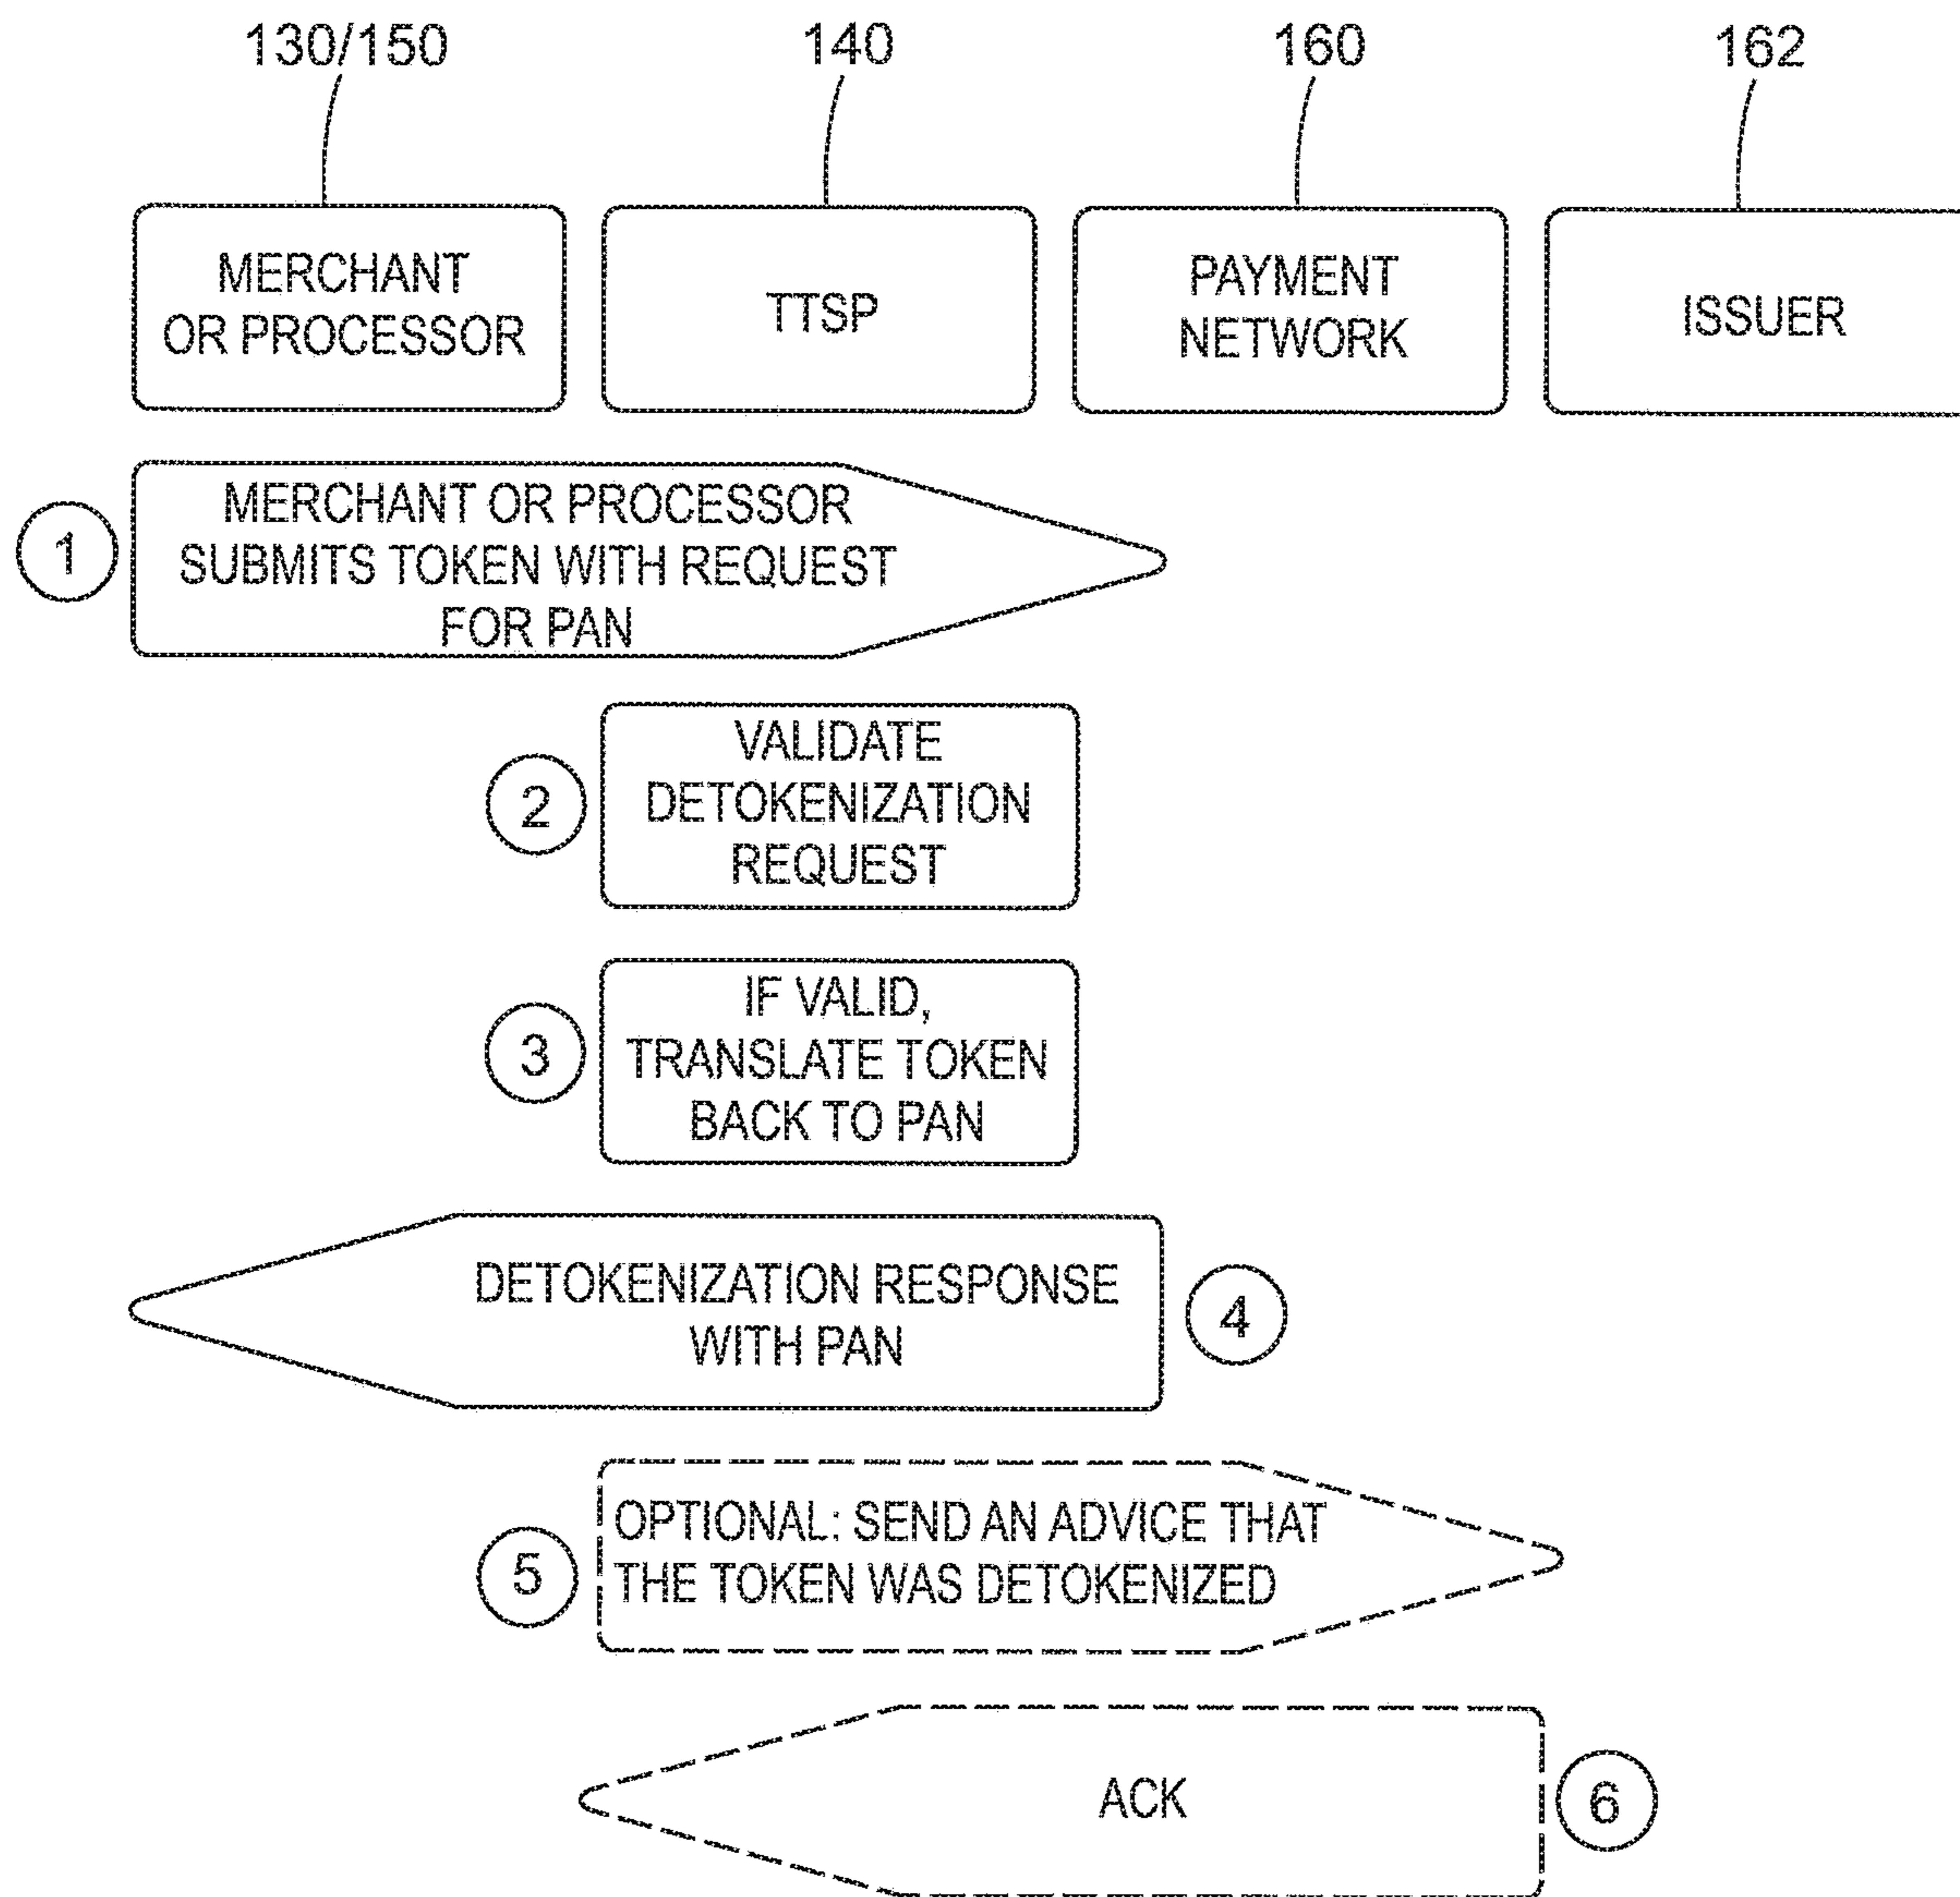 130/150
140
160
162
MERCHANT
OR PROCESSOR
TTSP
PAYMENT
NETWORK
ISSUER
1
MERCHANT OR PROCESSOR
SUBMITS TOKEN WITH REQUEST
FOR PAN
2
VALIDATE
DETOKENIZATION
REQUEST
3
IF VALID,
TRANSLATE TOKEN
BACK TO PAN
DETOKENIZATION RESPONSE
WITH PAN
4
5
OPTIONAL: SEND AN ADVICE THAT
THE TOKEN WAS DETOKENIZED
ACK
6